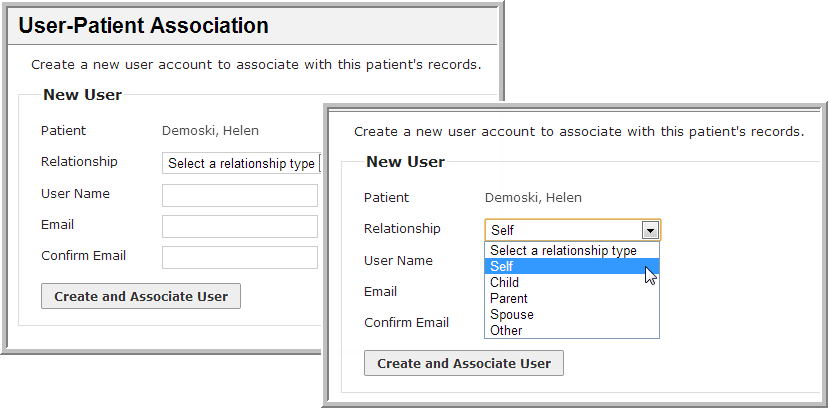 User-Patient Association
Create a new user account to associate with this patient's records.
New User
Patient Demoski, Helen
Relationship Select a relationship type
User Name
Email
Confirm Email
Create and Associate User
Create a new user account to associate with this patient's records.
New User
Patient Demoski, Helen
Relationship Self
Select a relationship type
User Name Self
Child
Email Parent
Spouse
Confirm Email Other
Create and Associate User